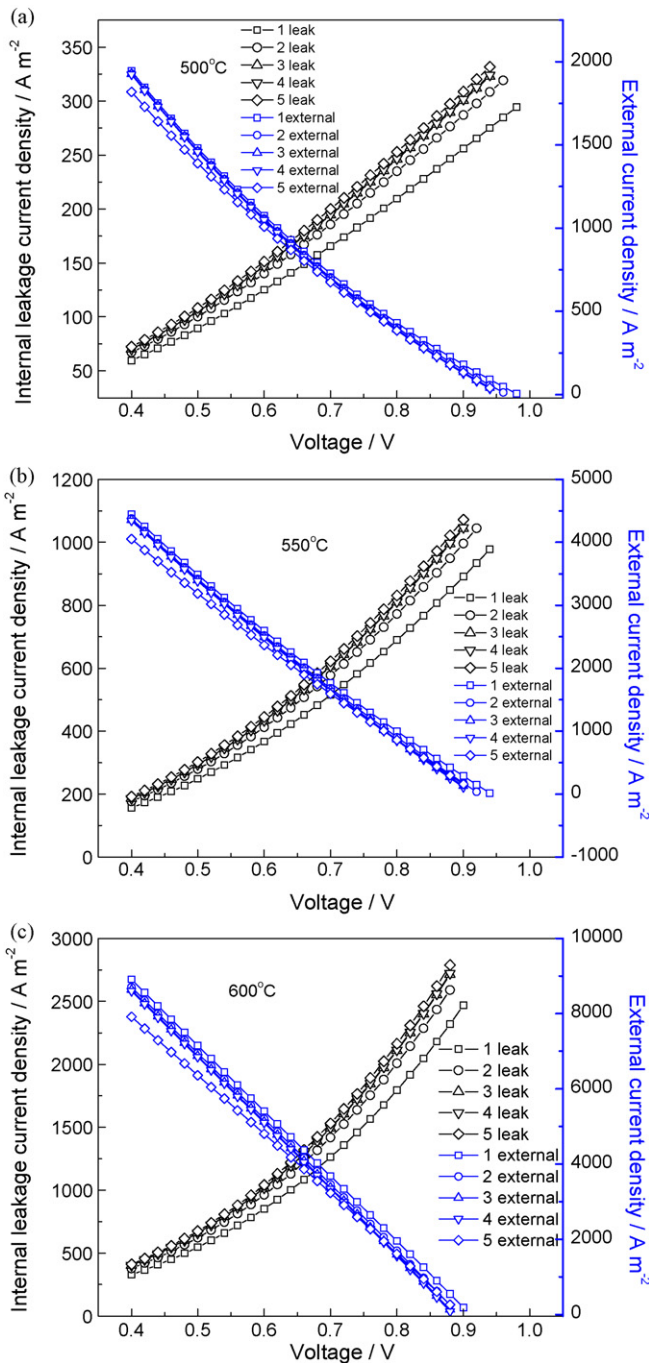 (a)
500°C
1 leak
2 leak
3 leak
4 leak
5 leak
1external
2 external
3 external
4 external
5 external
350
300
250
200
150
100
50
2000
1500
1000
500
0
Internal leakage current density / A m-2
External current density / A m-2
0.4 0.5 0.6 0.7 0.8 0.9 1.0
Voltage / V
(b)
550°C
1 leak
2 leak
3 leak
4 leak
5 leak
1 external
2 external
3 external
4 external
5 external
1200
1000
800
600
400
200
0
5000
4000
3000
2000
1000
0
-1000
Internal leakage current density / A m-2
External current density / A m-2
0.4 0.5 0.6 0.7 0.8 0.9 1.0
Voltage / V
(c)
600°C
1 leak
2 leak
3 leak
4 leak
5 leak
1 external
2 external
3 external
4 external
5 external
3000
2500
2000
1500
1000
500
0
10000
8000
6000
4000
2000
0
Internal leakage current density / A m-2
External current density / A m-2
0.4 0.5 0.6 0.7 0.8 0.9 1.0
Voltage / V